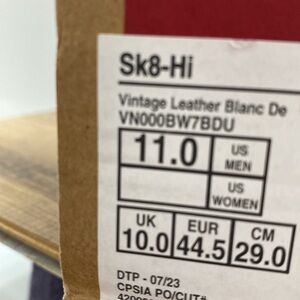 Sk8-Hi
Vintage Leather Blanc De
VN000BW7BDU
11.0 US MEN
US WOMEN
UK EUR CM
10.0 44.5 29.0
DTP - 07/23
CPSIA PO/CUT#